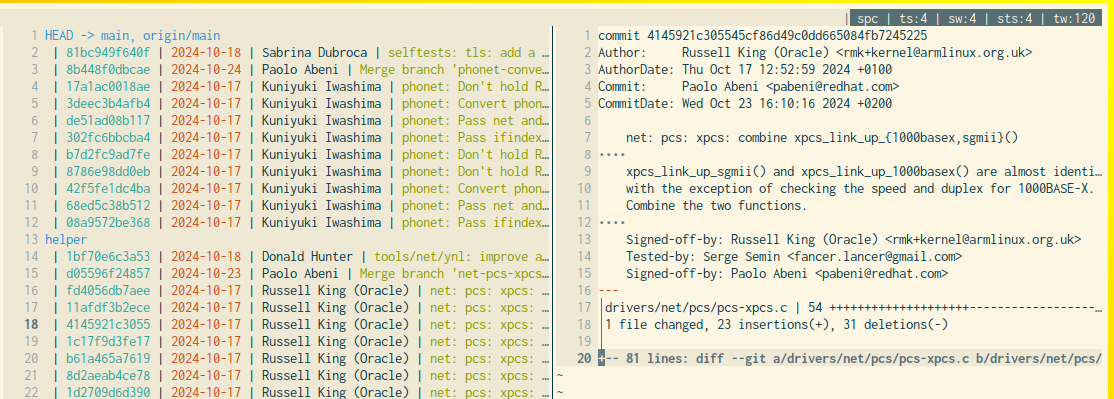 | spc | ts:4 | sw:4 | sts:4 | tw:120
1 HEAD -> main, origin/main
2 | 81bc949f640f | 2024-10-18 | Sabrina Dubroca | selftests: tls: add a …
3 | 8b448f0dbcae | 2024-10-24 | Paolo Abeni | Merge branch 'phonet-conve…
4 | 17a1ac0018ae | 2024-10-17 | Kuniyuki Iwashima | phonet: Don't hold R…
5 | 3deec3b4afb4 | 2024-10-17 | Kuniyuki Iwashima | phonet: Convert phon…
6 | de51ad08b117 | 2024-10-17 | Kuniyuki Iwashima | phonet: Pass net and…
7 | 302fc6bbcba4 | 2024-10-17 | Kuniyuki Iwashima | phonet: Pass ifindex…
8 | b7d2fc9ad7fe | 2024-10-17 | Kuniyuki Iwashima | phonet: Don't hold R…
9 | 8786e98dd0eb | 2024-10-17 | Kuniyuki Iwashima | phonet: Don't hold R…
10 | 42f5fe1dc4ba | 2024-10-17 | Kuniyuki Iwashima | phonet: Convert phon…
11 | 68ed5c38b512 | 2024-10-17 | Kuniyuki Iwashima | phonet: Pass net and…
12 | 08a9572be368 | 2024-10-17 | Kuniyuki Iwashima | phonet: Pass ifindex…
13 helper
14 | 1bf70e6c3a53 | 2024-10-18 | Donald Hunter | tools/net/ynl: improve a…
15 | d05596f24857 | 2024-10-23 | Paolo Abeni | Merge branch 'net-pcs-xpcs…
16 | fd4056db7aee | 2024-10-17 | Russell King (Oracle) | net: pcs: xpcs: …
17 | 11afdf3b2ece | 2024-10-17 | Russell King (Oracle) | net: pcs: xpcs: …
18 | 4145921c3055 | 2024-10-17 | Russell King (Oracle) | net: pcs: xpcs: …
19 | 1c17f9d3fe17 | 2024-10-17 | Russell King (Oracle) | net: pcs: xpcs: …
20 | b61a465a7619 | 2024-10-17 | Russell King (Oracle) | net: pcs: xpcs: …
21 | 8d2aeab4ce78 | 2024-10-17 | Russell King (Oracle) | net: pcs: xpcs: …
22 | 1d2709d6d390 | 2024-10-17 | Russell King (Oracle) | net: pcs: xpcs: …
1 commit 4145921c305545cf86d49c0dd665084fb7245225
2 Author:     Russell King (Oracle) <rmk+kernel@armlinux.org.uk>
3 AuthorDate: Thu Oct 17 12:52:59 2024 +0100
4 Commit:     Paolo Abeni <pabeni@redhat.com>
5 CommitDate: Wed Oct 23 16:10:16 2024 +0200
6
7     net: pcs: xpcs: combine xpcs_link_up_{1000basex,sgmii}()
8 ····
9     xpcs_link_up_sgmii() and xpcs_link_up_1000basex() are almost identi…
10     with the exception of checking the speed and duplex for 1000BASE-X.
11     Combine the two functions.
12 ····
13     Signed-off-by: Russell King (Oracle) <rmk+kernel@armlinux.org.uk>
14     Tested-by: Serge Semin <fancer.lancer@gmail.com>
15     Signed-off-by: Paolo Abeni <pabeni@redhat.com>
16 ---
17 drivers/net/pcs/pcs-xpcs.c | 54 ++++++++++++++++++++------------------…
18 1 file changed, 23 insertions(+), 31 deletions(-)
19
20 +-- 81 lines: diff --git a/drivers/net/pcs/pcs-xpcs.c b/drivers/net/pcs/
~
~